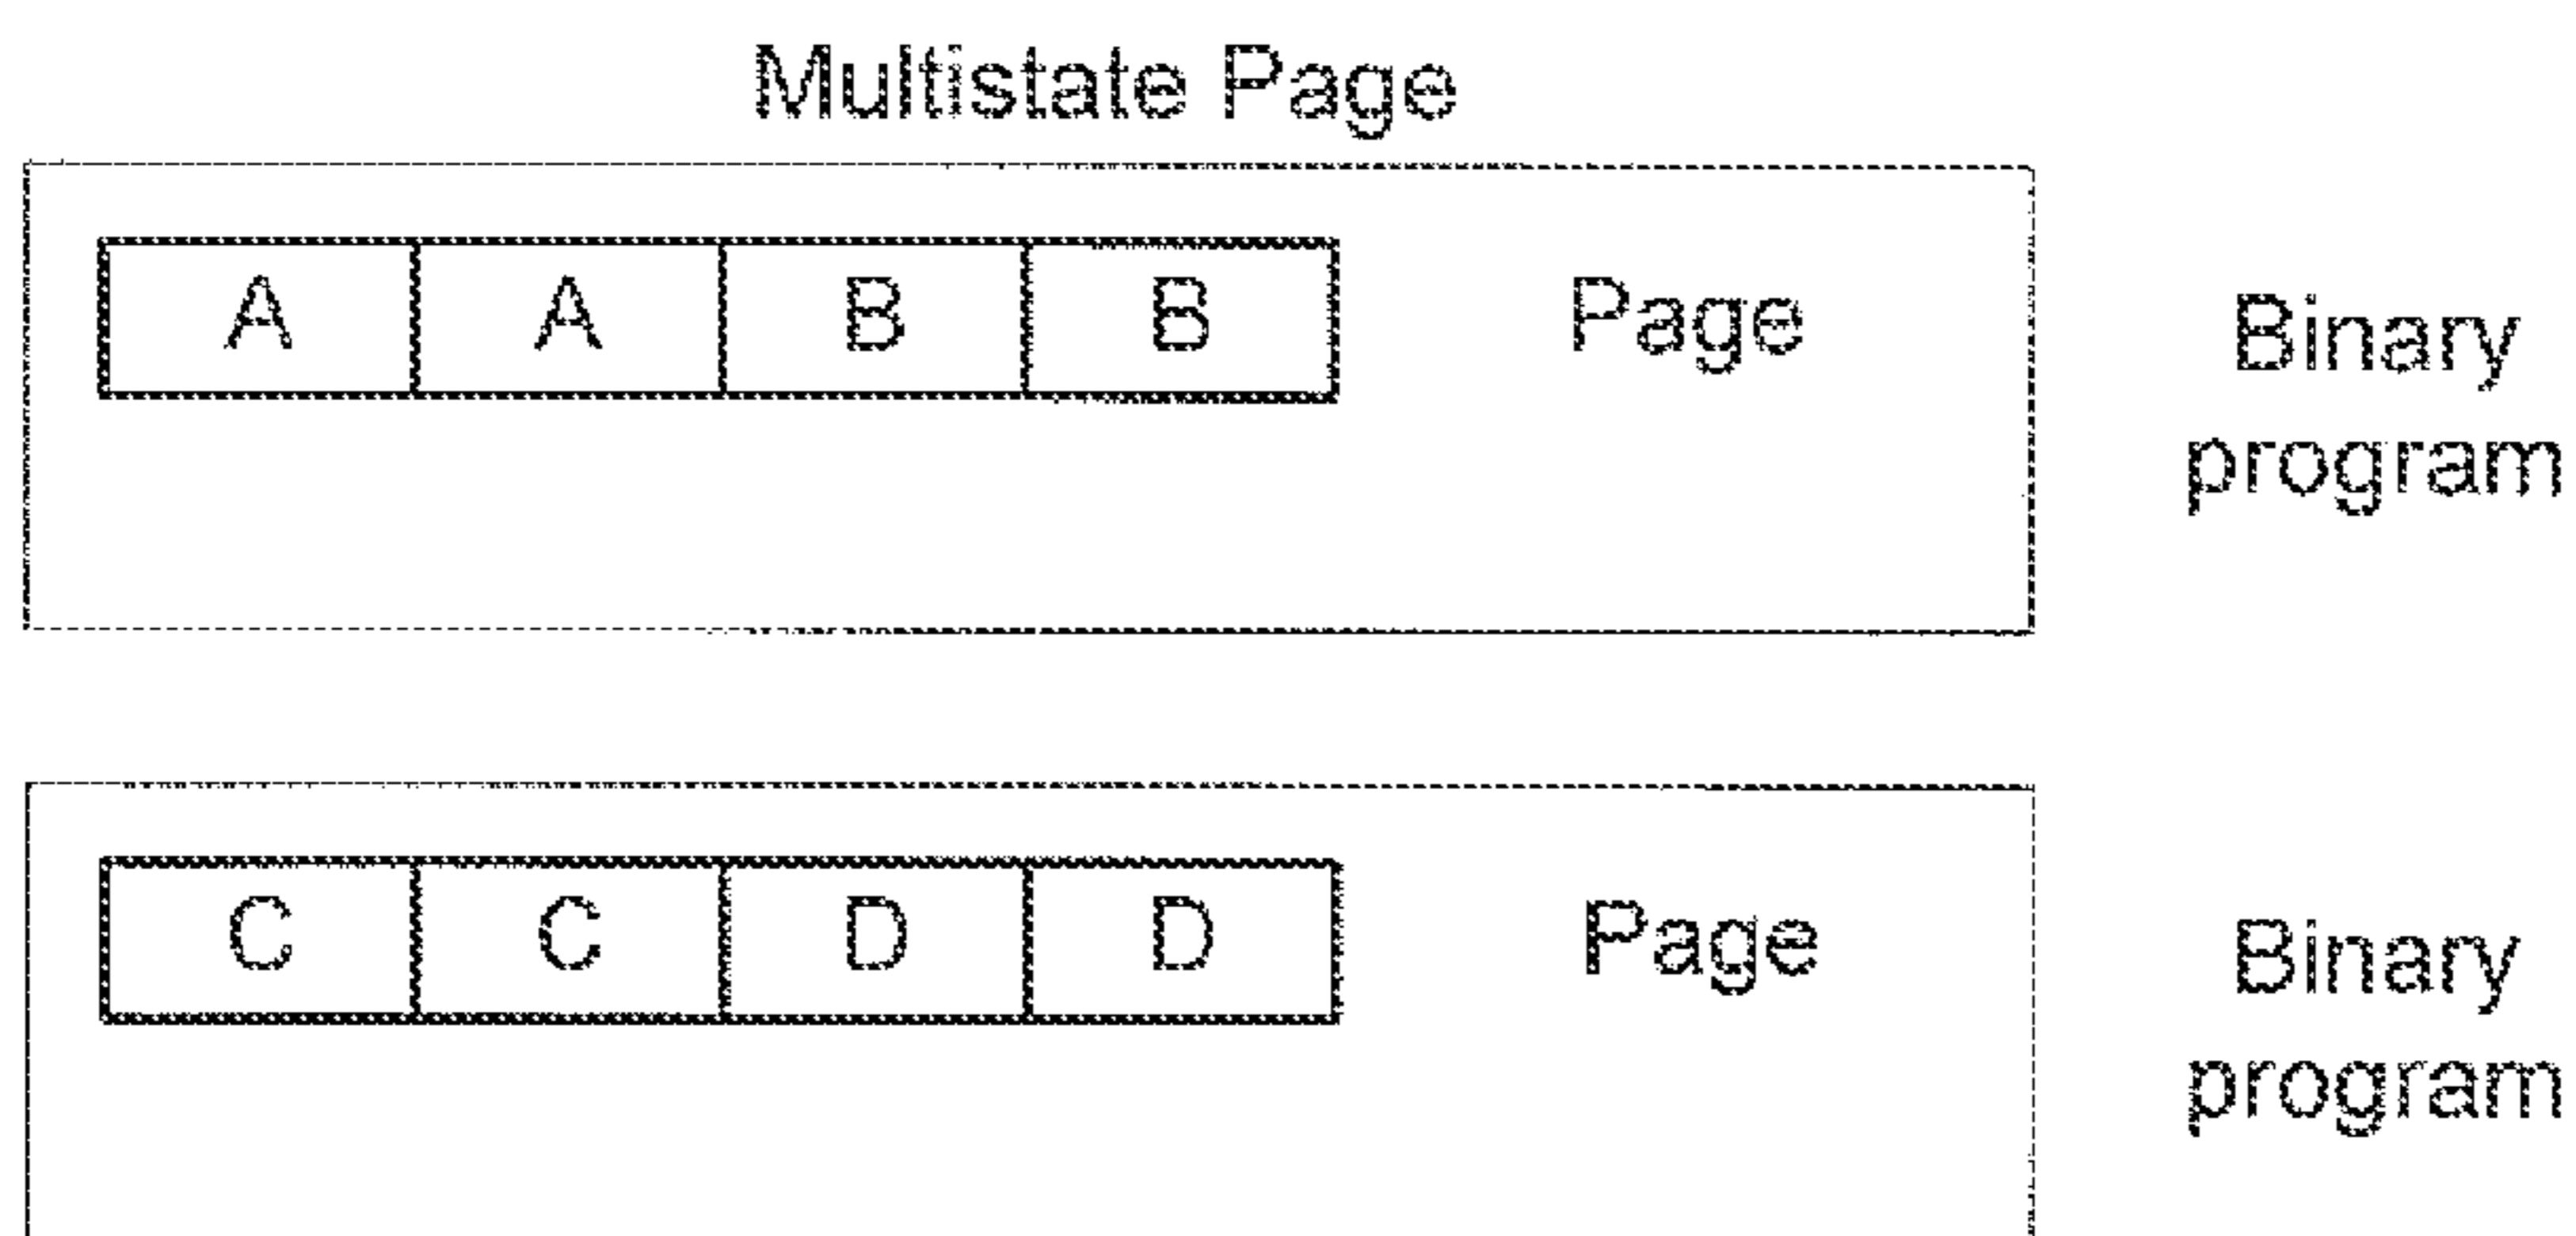 Multistate Page
A A B B Page
Binary
program
C C D D Page
Binary
program